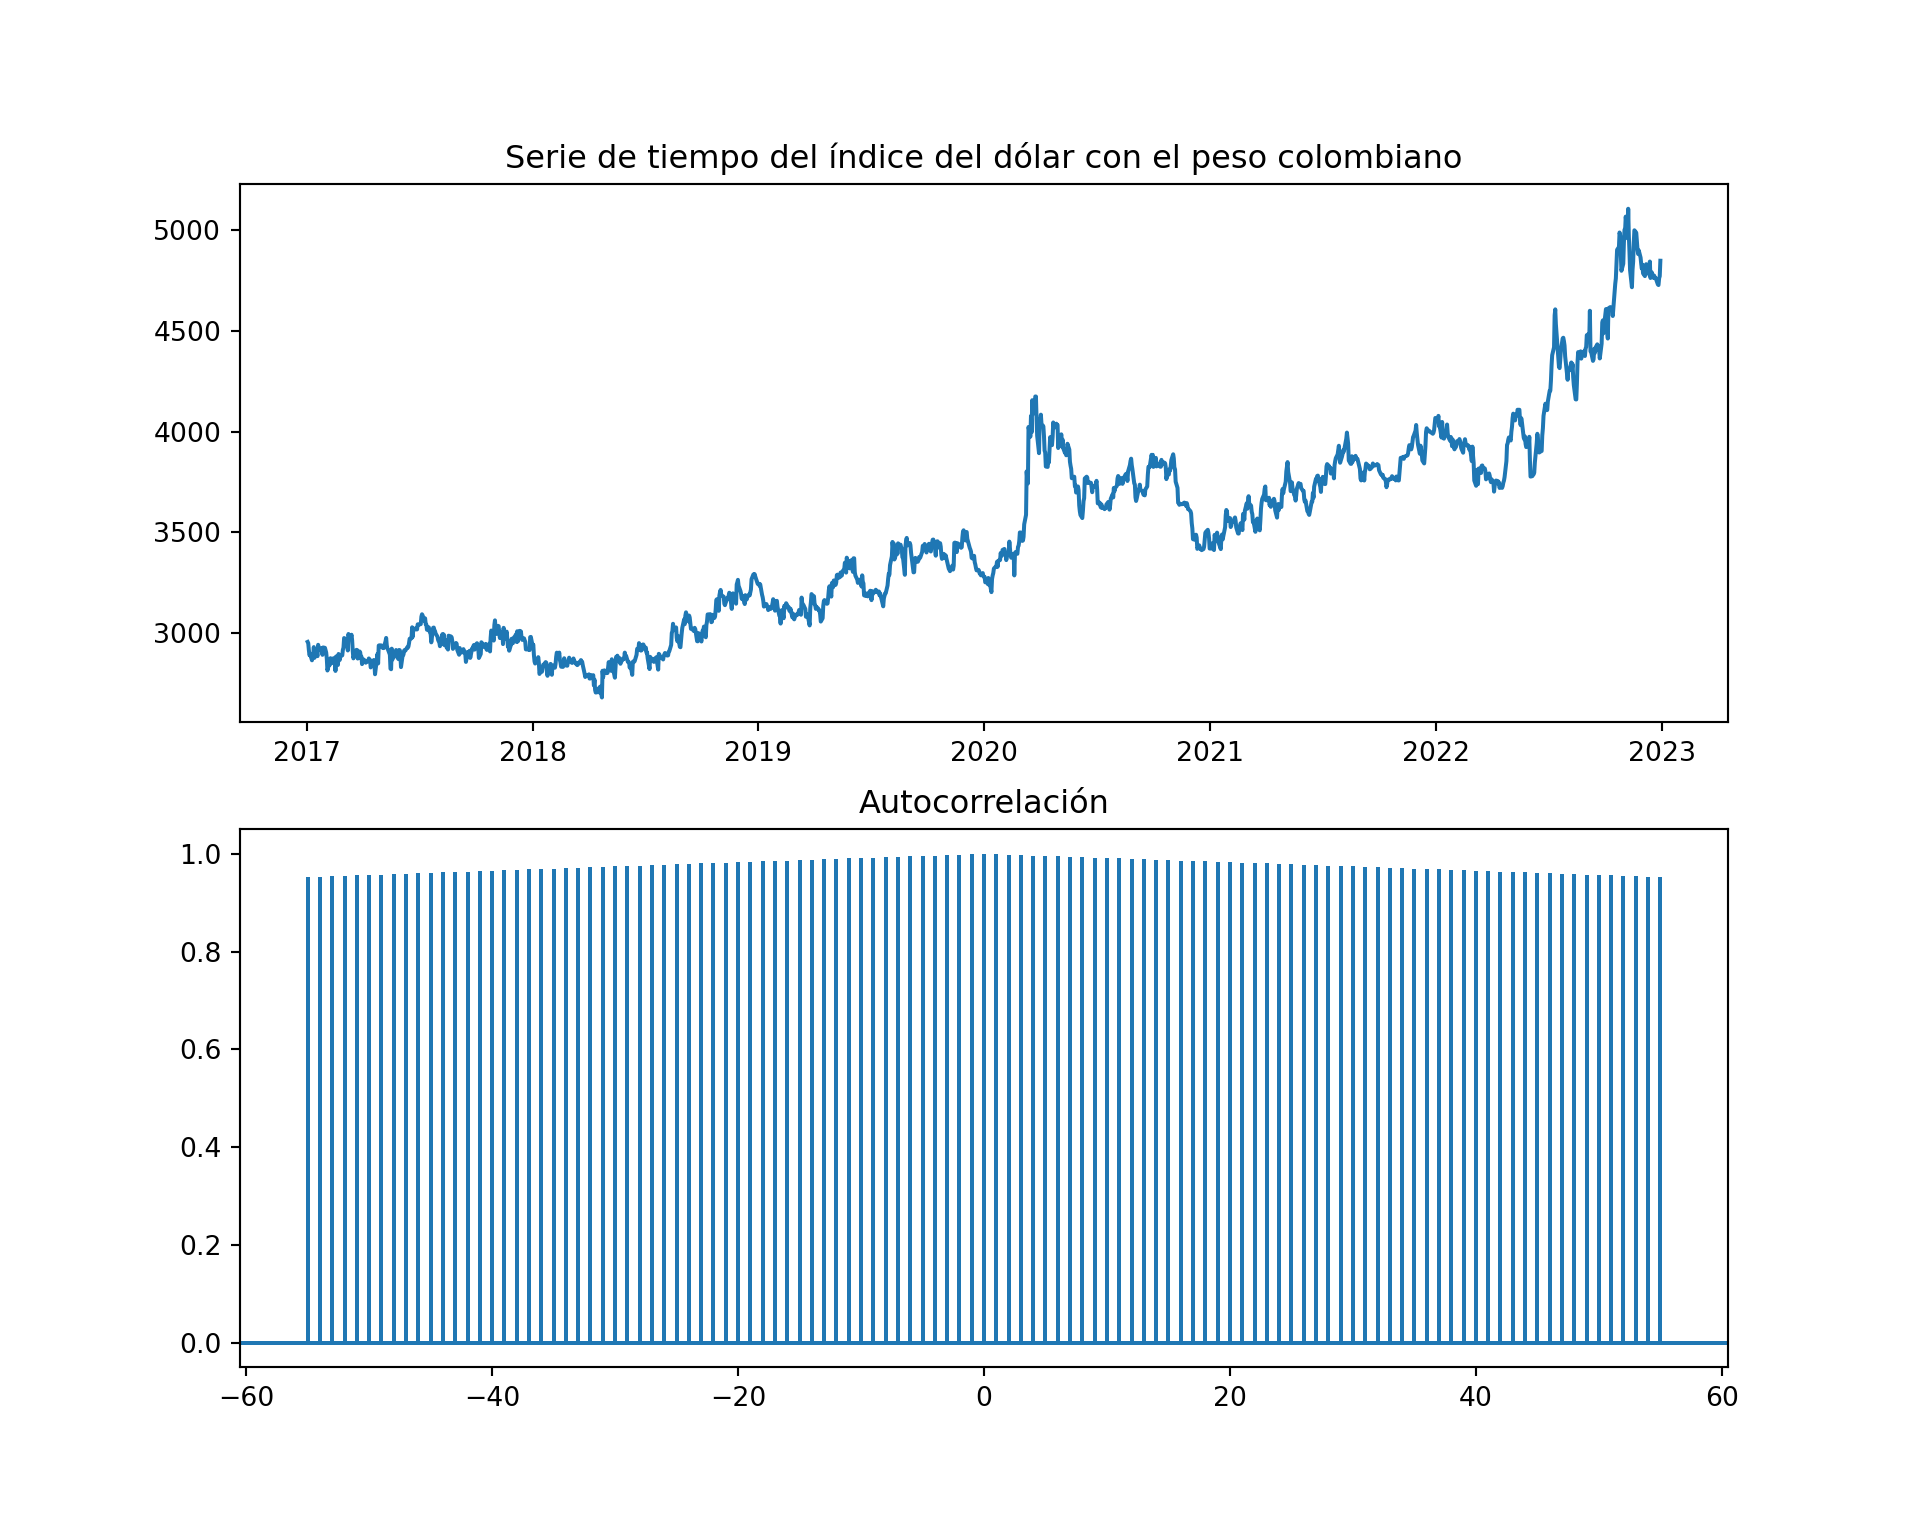 Serie de tiempo del índice del dólar con el peso colombiano
5000
4500
4000
3500
3000
2017 2018 2019 2020 2021 2022 2023
Autocorrelación
1.0
0.8
0.6
0.4
0.2
0.0
−60 −40 −20 0 20 40 60